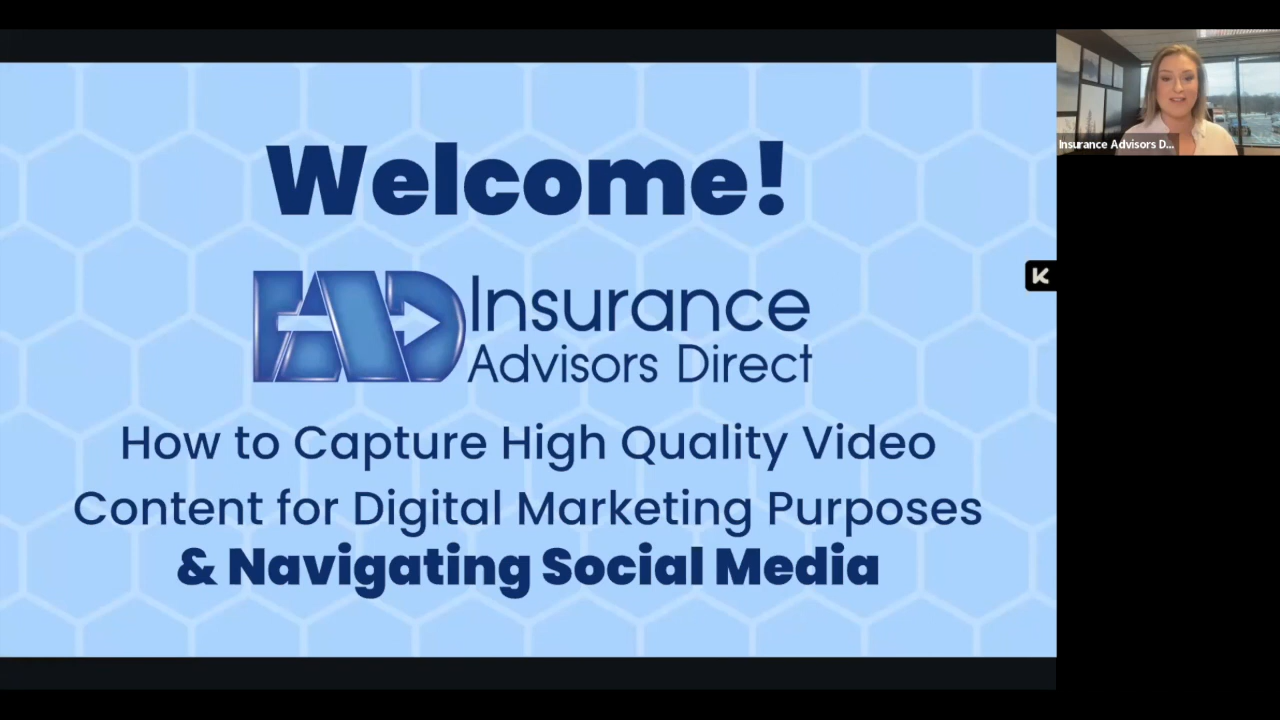 Welcome!
IAD Insurance
Advisors Direct
How to Capture High Quality Video
Content for Digital Marketing Purposes
& Navigating Social Media
Insurance Advisors D...
K